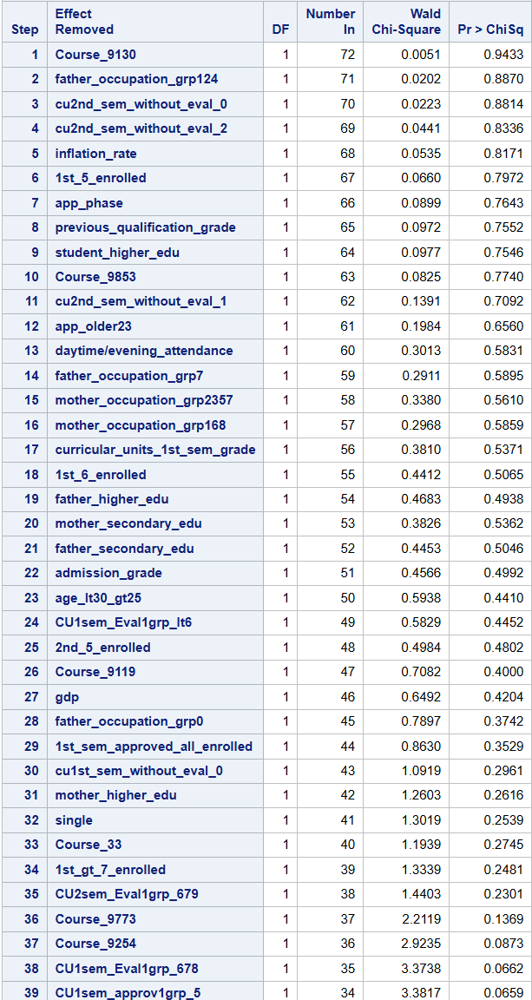 Step Effect Removed DF Number In Wald Chi-Square Pr > ChiSq
1 Course_9130 1 72 0.0051 0.9433
2 father_occupation_grp124 1 71 0.0202 0.8870
3 cu2nd_sem_without_eval_0 1 70 0.0223 0.8814
4 cu2nd_sem_without_eval_2 1 69 0.0441 0.8336
5 inflation_rate 1 68 0.0535 0.8171
6 1st_5_enrolled 1 67 0.0660 0.7972
7 app_phase 1 66 0.0899 0.7643
8 previous_qualification_grade 1 65 0.0972 0.7552
9 student_higher_edu 1 64 0.0977 0.7546
10 Course_9853 1 63 0.0825 0.7740
11 cu2nd_sem_without_eval_1 1 62 0.1391 0.7092
12 app_older23 1 61 0.1984 0.6560
13 daytime/evening_attendance 1 60 0.3013 0.5831
14 father_occupation_grp7 1 59 0.2911 0.5895
15 mother_occupation_grp2357 1 58 0.3380 0.5610
16 mother_occupation_grp168 1 57 0.2968 0.5859
17 curricular_units_1st_sem_grade 1 56 0.3810 0.5371
18 1st_6_enrolled 1 55 0.4412 0.5065
19 father_higher_edu 1 54 0.4683 0.4938
20 mother_secondary_edu 1 53 0.3826 0.5362
21 father_secondary_edu 1 52 0.4453 0.5046
22 admission_grade 1 51 0.4566 0.4992
23 age_lt30_gt25 1 50 0.5938 0.4410
24 CU1sem_Eval1grp_lt6 1 49 0.5829 0.4452
25 2nd_5_enrolled 1 48 0.4984 0.4802
26 Course_9119 1 47 0.7082 0.4000
27 gdp 1 46 0.6492 0.4204
28 father_occupation_grp0 1 45 0.7897 0.3742
29 1st_sem_approved_all_enrolled 1 44 0.8630 0.3529
30 cu1st_sem_without_eval_0 1 43 1.0919 0.2961
31 mother_higher_edu 1 42 1.2603 0.2616
32 single 1 41 1.3019 0.2539
33 Course_33 1 40 1.1939 0.2745
34 1st_gt_7_enrolled 1 39 1.3339 0.2481
35 CU2sem_Eval1grp_679 1 38 1.4403 0.2301
36 Course_9773 1 37 2.2119 0.1369
37 Course_9254 1 36 2.9235 0.0873
38 CU1sem_Eval1grp_678 1 35 3.3738 0.0662
39 CU1sem_approv1grp_5 1 34 3.3817 0.0659